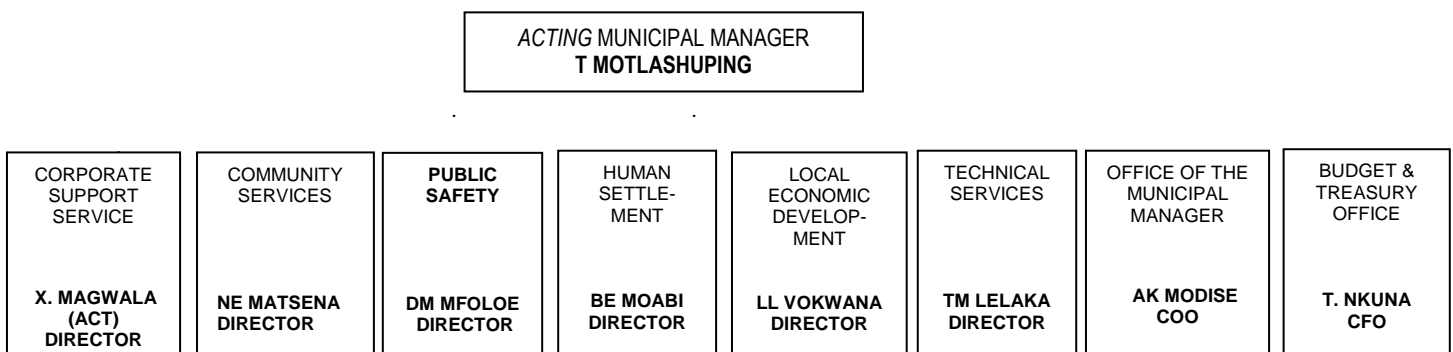 ACTING MUNICIPAL MANAGER
T MOTLASHUPING
CORPORATE
SUPPORT
SERVICE
X. MAGWALA
(ACT)
DIRECTOR
COMMUNITY
SERVICES
NE MATSENA
DIRECTOR
PUBLIC
SAFETY
DM MFOLOE
DIRECTOR
HUMAN
SETTLE-
MENT
BE MOABI
DIRECTOR
LOCAL
ECONOMIC
DEVELOP-
MENT
LL VOKWANA
DIRECTOR
TECHNICAL
SERVICES
TM LELAKA
DIRECTOR
OFFICE OF THE
MUNICIPAL
MANAGER
AK MODISE
COO
BUDGET &
TREASURY
OFFICE
T. NKUNA
CFO